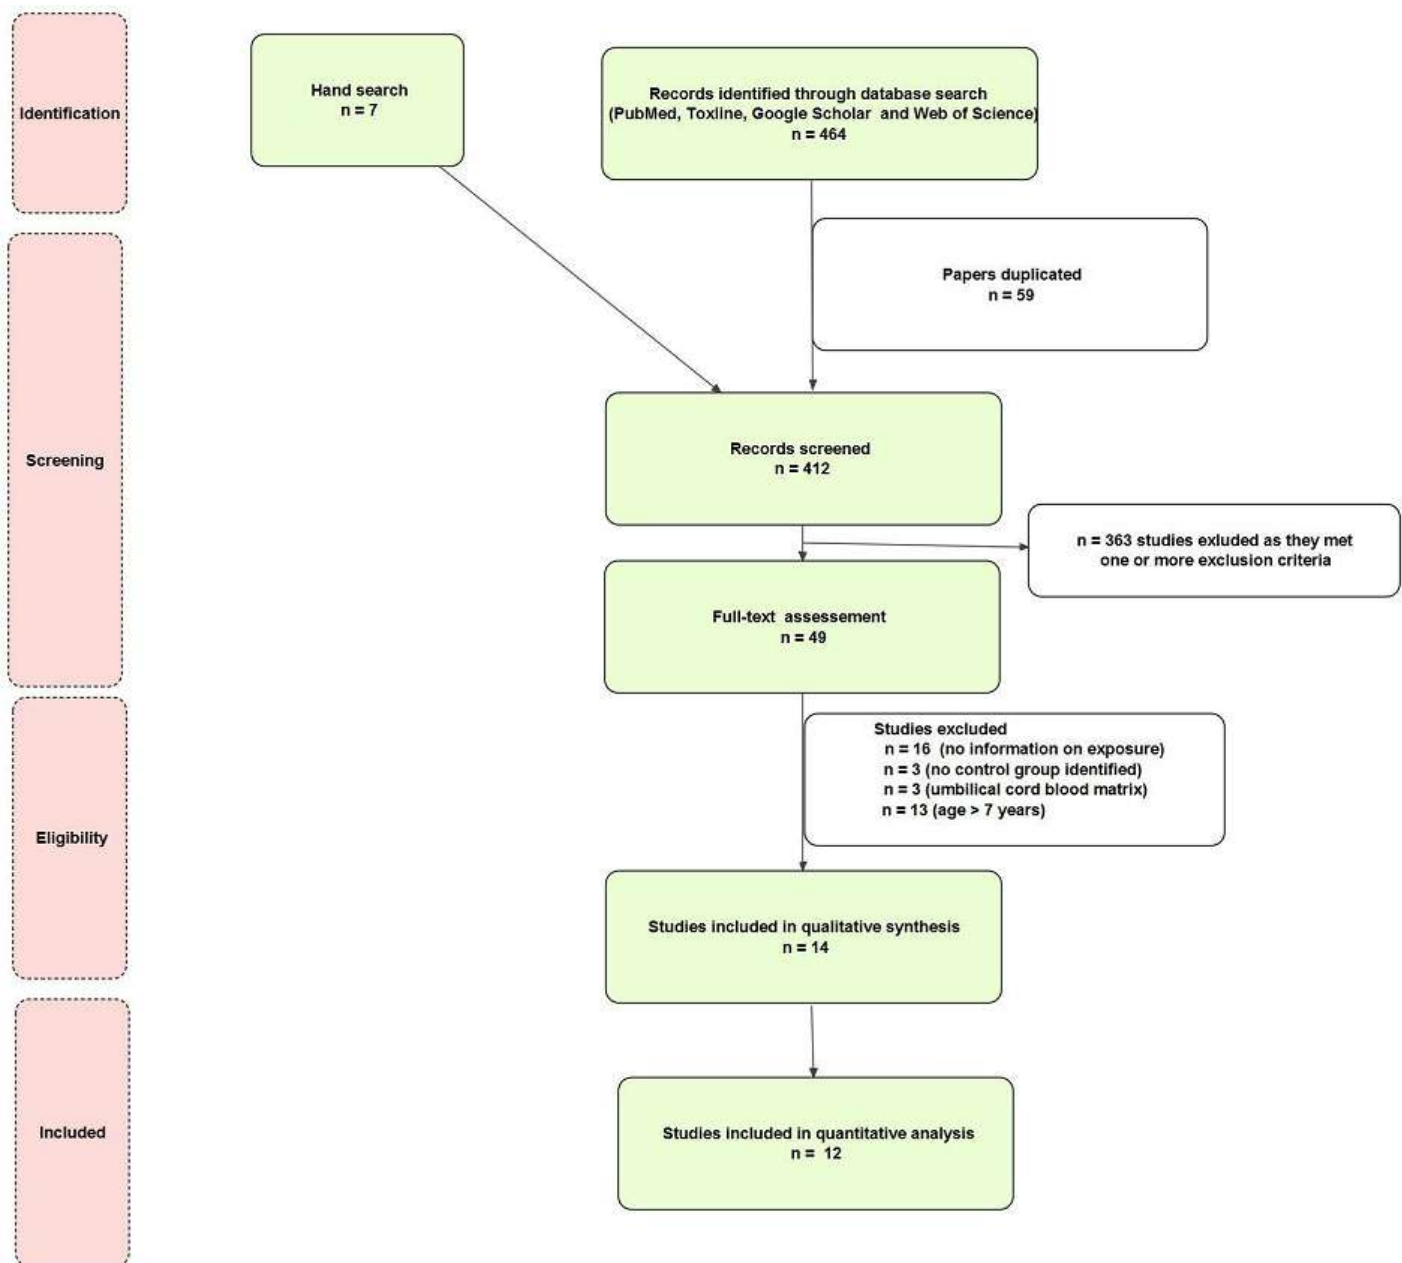 Identification
Hand search
n = 7
Records identified through database search
(PubMed, Toxline, Google Scholar and Web of Science)
n = 464
Papers duplicated
n = 59
Screening
Records screened
n = 412
n = 363 studies exluded as they met
one or more exclusion criteria
Full-text assessement
n = 49
Eligibility
Studies excluded
n = 16 (no information on exposure)
n = 3 (no control group identified)
n = 3 (umbilical cord blood matrix)
n = 13 (age > 7 years)
Studies included in qualitative synthesis
n = 14
Included
Studies included in quantitative analysis
n = 12